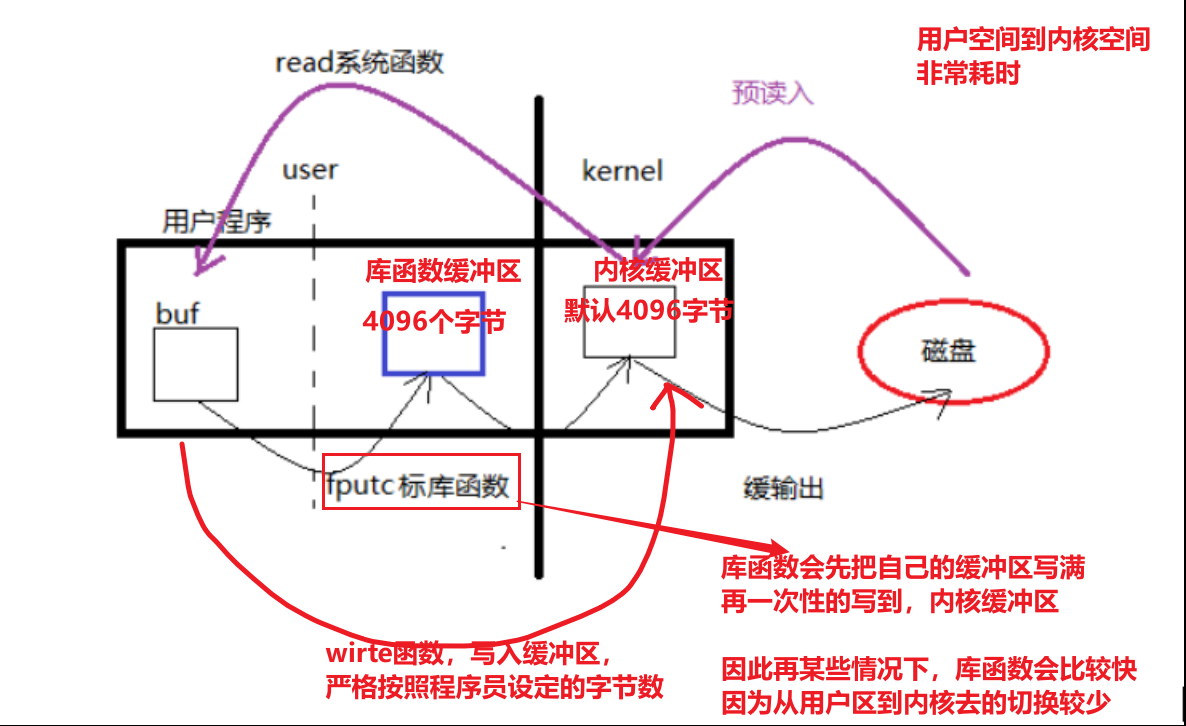 用户空间到内核空间
非常耗时
read系统函数
预读入
user
kernel
用户程序
库函数缓冲区
4096个字节
内核缓冲区
默认4096字节
buf
磁盘
fputc标库函数
缓输出
库函数会先把自己的缓冲区写满
再一次性的写到，内核缓冲区
wirte函数，写入缓冲区，
严格按照程序员设定的字节数
因此再某些情况下，库函数会比较快
因为从用户区到内核去的切换较少